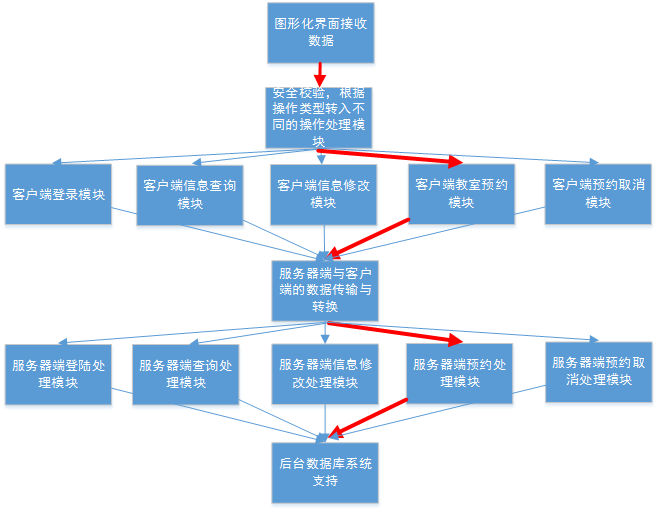 图形化界面接收
数据
安全校验，根据
操作类型转入不
同的操作处理模
块
客户端登录模块
客户端信息查询
模块
客户端信息修改
模块
客户端教室预约
模块
客户端预约取消
模块
服务器端与客户
端的数据传输与
转换
服务器端登陆处
理模块
服务器端查询处
理模块
服务器端信息修
改处理模块
服务器端预约处
理模块
服务器端预约取
消处理模块
后台数据库系统
支持